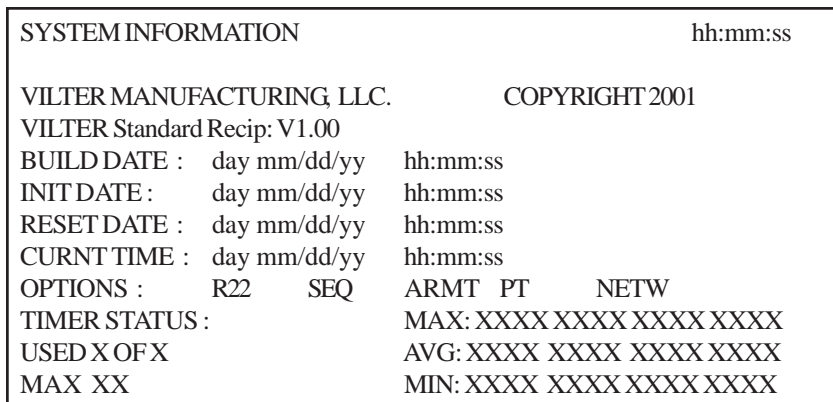 SYSTEM INFORMATION hh:mm:ss
VILTER MANUFACTURING, LLC. COPYRIGHT 2001
VILTER Standard Recip: V1.00
BUILD DATE : day mm/dd/yy hh:mm:ss
INIT DATE : day mm/dd/yy hh:mm:ss
RESET DATE : day mm/dd/yy hh:mm:ss
CURNT TIME : day mm/dd/yy hh:mm:ss
OPTIONS : R22 SEQ ARMT PT NETW
TIMER STATUS : MAX: XXXX XXXX XXXX XXXX
USED X OF X AVG: XXXX XXXX XXXX XXXX
MAX XX MIN: XXXX XXXX XXXX XXXX